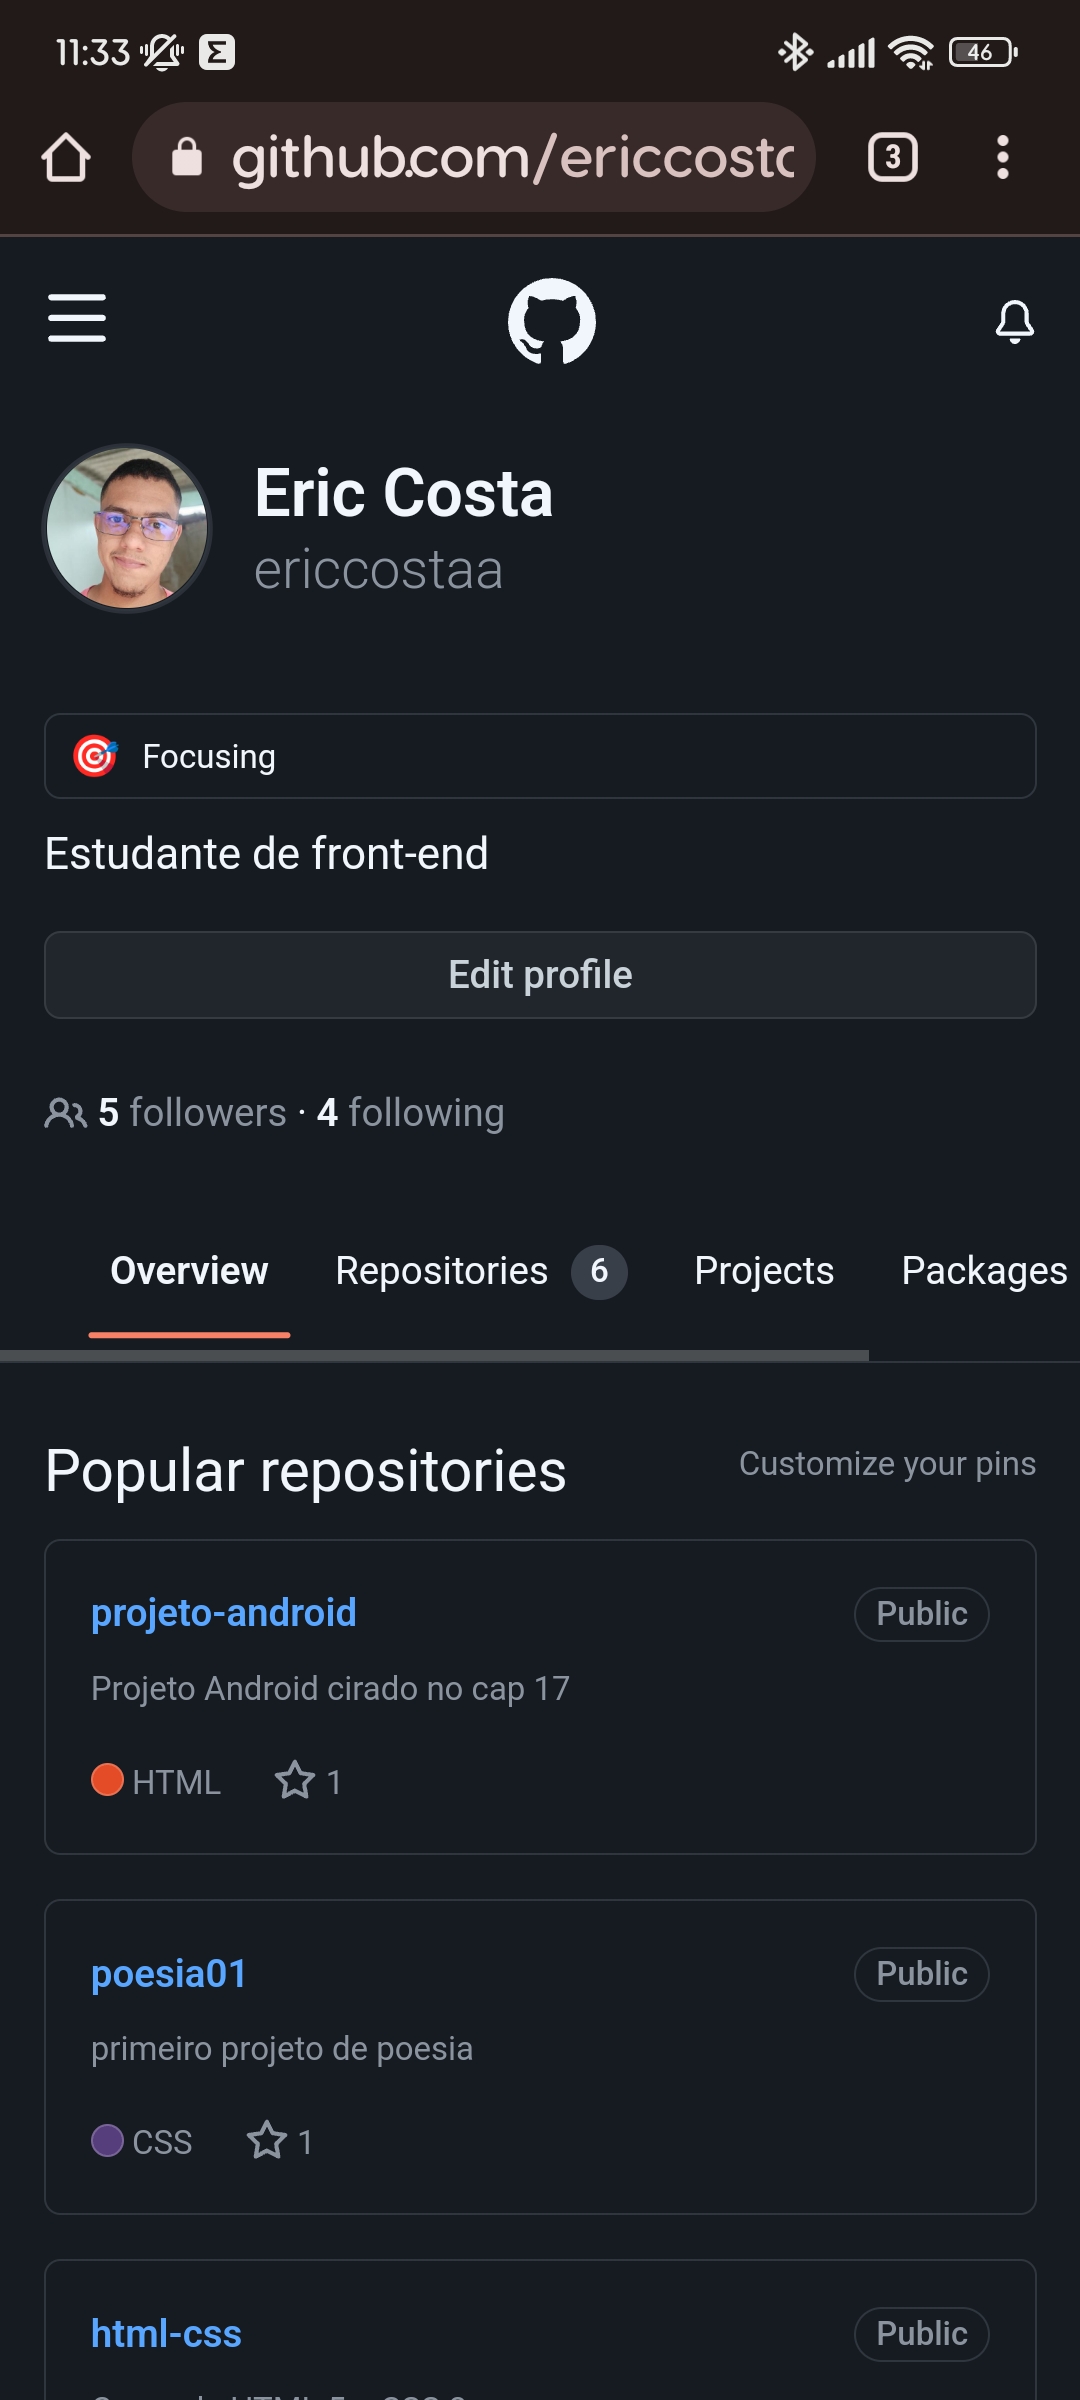 11:33
46
github.com/ericcosta
3
Eric Costa
ericcostaa
Focusing
Estudante de front-end
Edit profile
5 followers · 4 following
Overview Repositories 6 Projects Packages
Popular repositories Customize your pins
projeto-android Public
Projeto Android cirado no cap 17
HTML 1
poesia01 Public
primeiro projeto de poesia
CSS 1
html-css Public